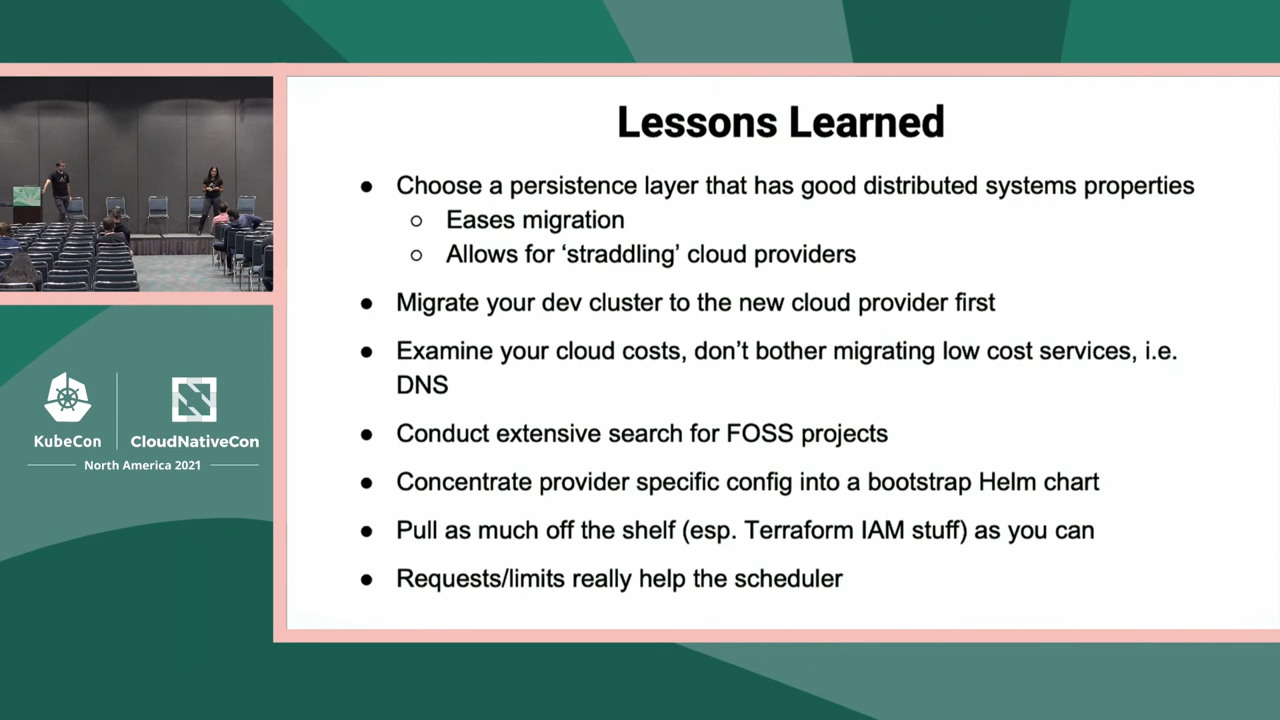 Lessons Learned
● Choose a persistence layer that has good distributed systems properties
○ Eases migration
○ Allows for ‘straddling’ cloud providers
● Migrate your dev cluster to the new cloud provider first
● Examine your cloud costs, don’t bother migrating low cost services, i.e.
DNS
● Conduct extensive search for FOSS projects
● Concentrate provider specific config into a bootstrap Helm chart
● Pull as much off the shelf (esp. Terraform IAM stuff) as you can
● Requests/limits really help the scheduler
KubeCon
CloudNativeCon
North America 2021